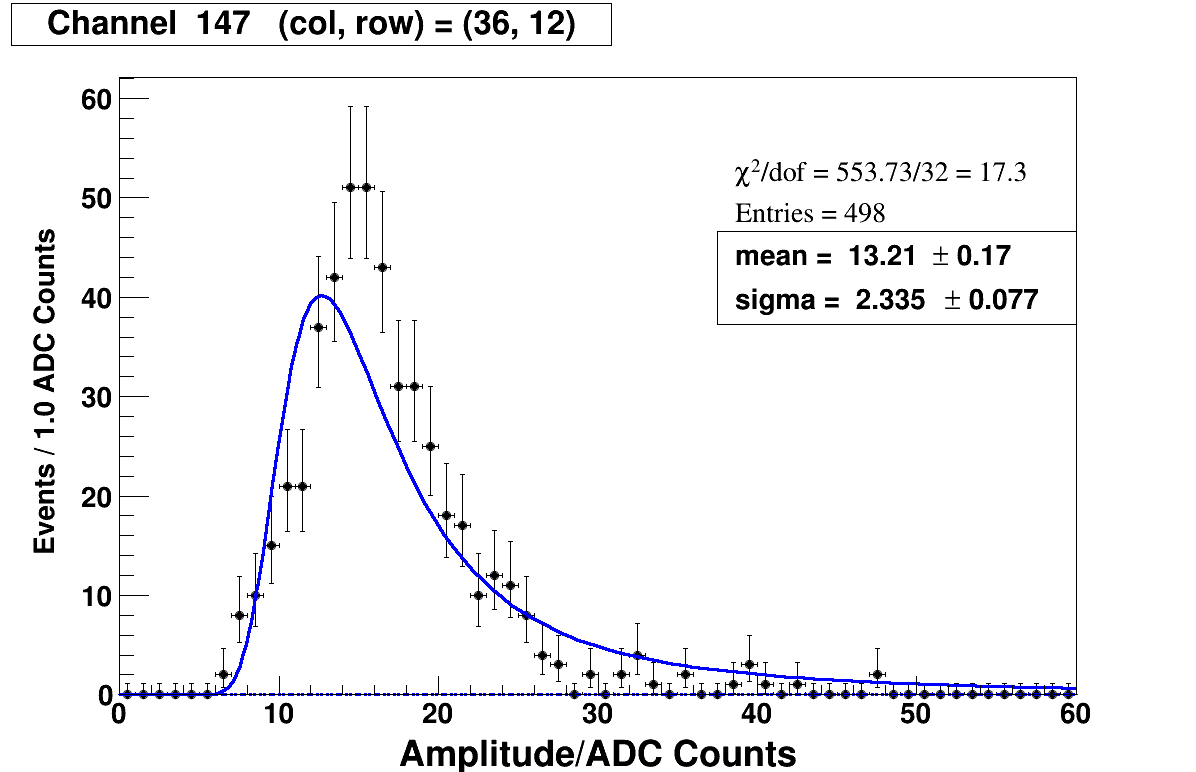 Channel 147 (col, row) = (36, 12)
χ²/dof = 553.73/32 = 17.3
Entries = 498
mean = 13.21 ± 0.17
sigma = 2.335 ± 0.077
Events / 1.0 ADC Counts
60
50
40
30
20
10
0
0 10 20 30 40 50 60
Amplitude/ADC Counts